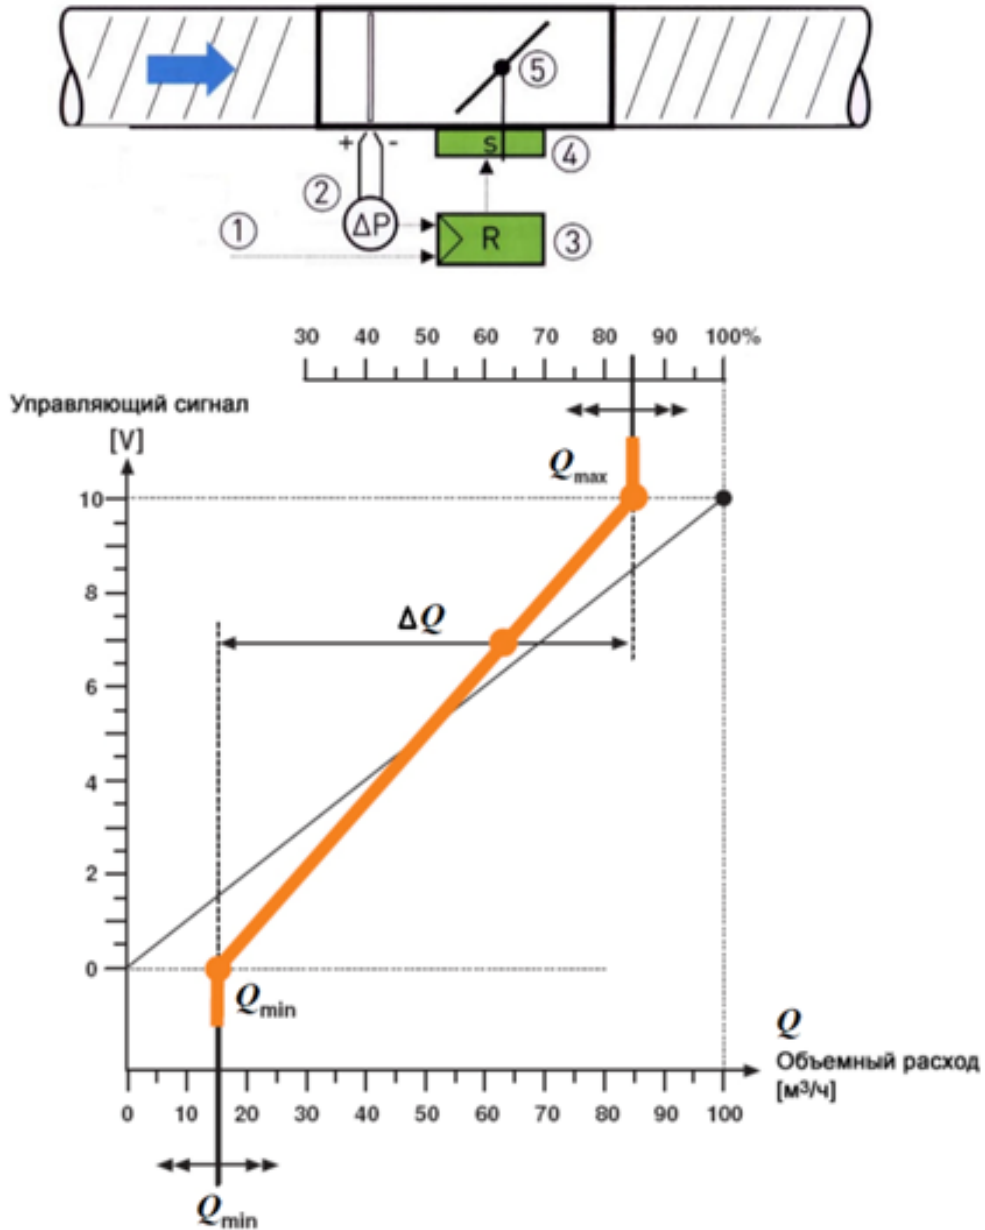 5
+ -
S
4
2
ΔP
1
R
3
30 40 50 60 70 80 90 100%
Управляющий сигнал
[V]
Qmax
10
8
ΔQ
6
4
2
0
Qmin
Q
Объемный расход
[м³/ч]
0 10 20 30 40 50 60 70 80 90 100
Qmin